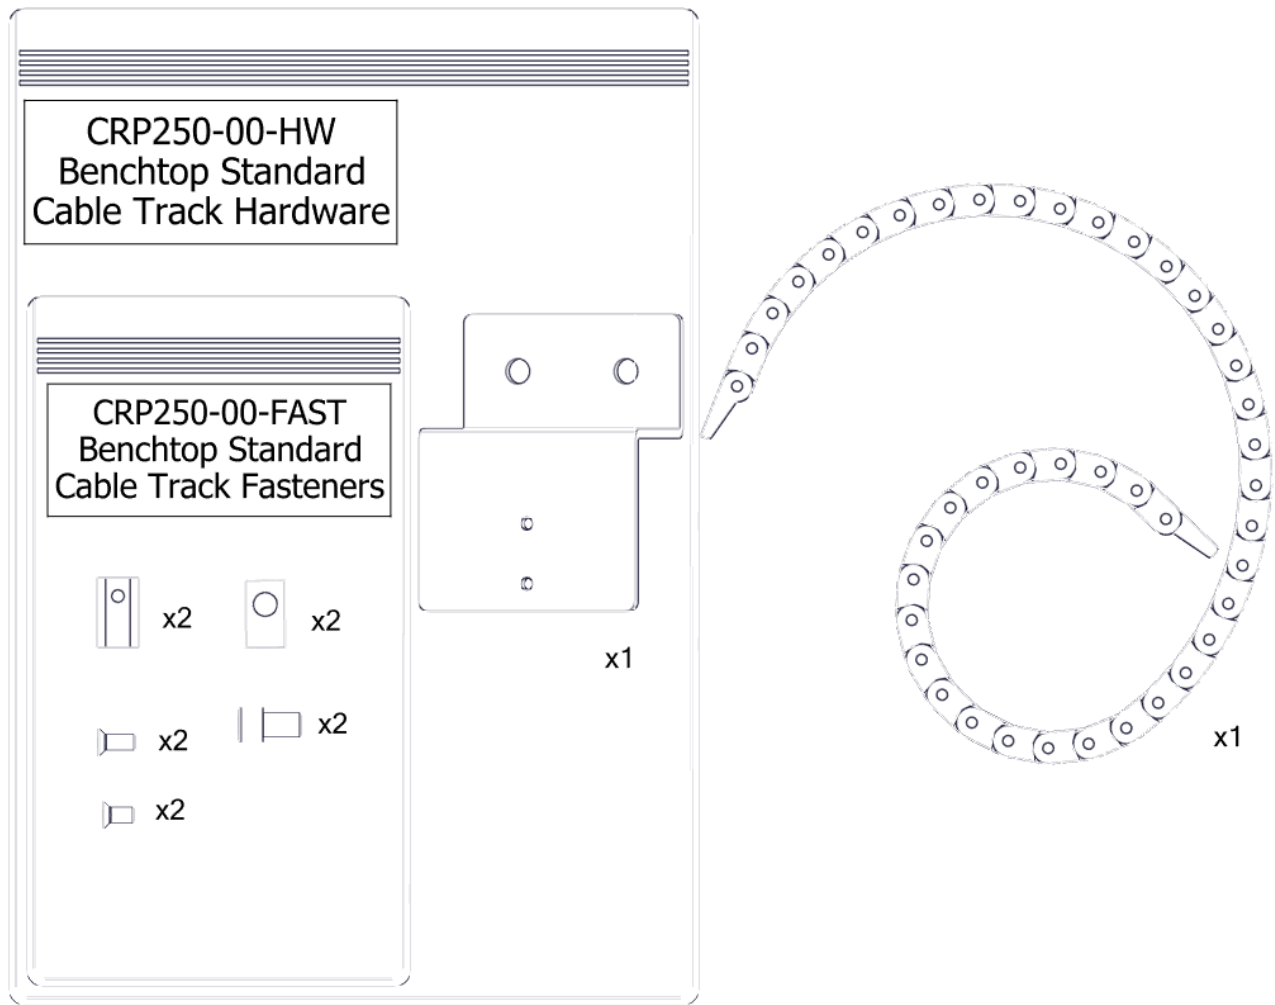 CRP250-00-HW
Benchtop Standard
Cable Track Hardware
CRP250-00-FAST
Benchtop Standard
Cable Track Fasteners
x2
x2
x2
x2
x2
x1
x1